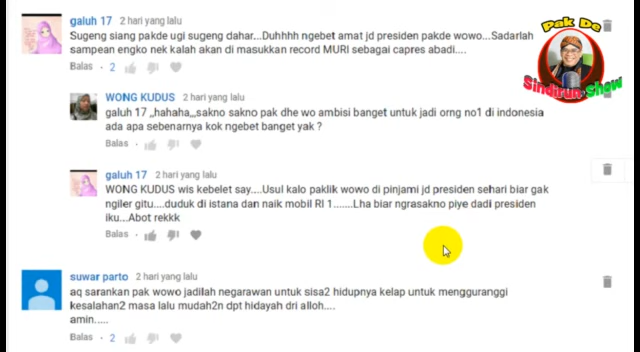 galuh 17 2 hari yang lalu
Sugeng siang pakde ugi sugeng dahar...Duhhhh ngebet amat jd presiden pakde wowo...Sadarlah
sampean engko nek kalah akan di masukkan record MURI sebagai capres abadi....
Balas · 2
WONG KUDUS 2 hari yang lalu
galuh 17 ,,hahaha,,,sakno sakno pak dhe wo ambisi banget untuk jadi orng no1 di indonesia
ada apa sebenarnya kok ngebet banget yak ?
Balas ·
galuh 17 2 hari yang lalu
WONG KUDUS wis kebelet say....Usul kalo paklik wowo di pinjami jd presiden sehari biar gak
ngiler gitu....duduk di istana dan naik mobil RI 1.......Lha biar ngrasakno piye dadi presiden
iku...Abot rekkk
Balas ·
suwar parto 2 hari yang lalu
aq sarankan pak wowo jadilah negarawan untuk sisa2 hidupnya kelap untuk mengguranggi
kesalahan2 masa lalu mudah2n dpt hidayah dri alloh....
amin.....
Balas · 2
Pak De
Sindirun Show